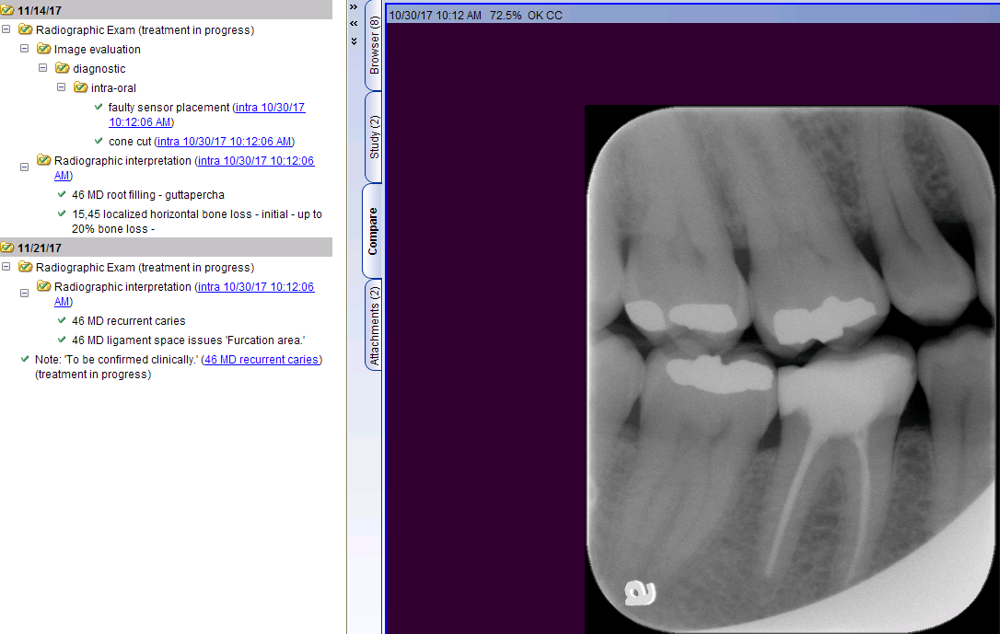 11/14/17
Radiographic Exam (treatment in progress)
Image evaluation
diagnostic
intra-oral
faulty sensor placement (intra 10/30/17
10:12:06 AM)
cone cut (intra 10/30/17 10:12:06 AM)
Radiographic interpretation (intra 10/30/17 10:12:06
AM)
46 MD root filling - guttapercha
15,45 localized horizontal bone loss - initial - up to
20% bone loss -
11/21/17
Radiographic Exam (treatment in progress)
Radiographic interpretation (intra 10/30/17 10:12:06
AM)
46 MD recurrent caries
46 MD ligament space issues 'Furcation area.'
Note: 'To be confirmed clinically.' (46 MD recurrent caries)
(treatment in progress)
Browser (8)
Study (2)
Compare
Attachments (2)
10/30/17 10:12 AM 72.5% OK CC